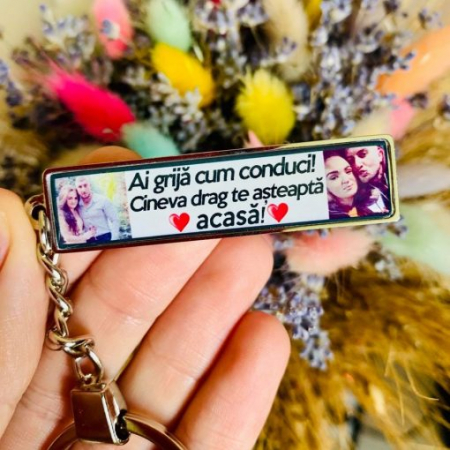 Ai grijă cum conduci!
Cineva drag te așteaptă
acasă!